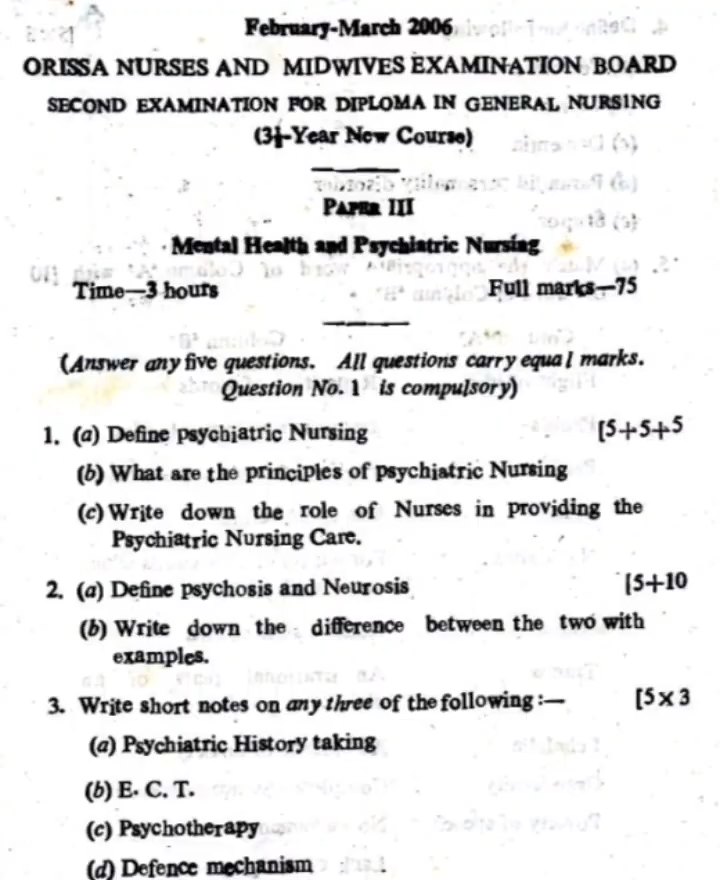 February-March 2006
ORISSA NURSES AND MIDWIVES EXAMINATION BOARD
SECOND EXAMINATION FOR DIPLOMA IN GENERAL NURSING
(3½-Year New Course)
PAPER III
Mental Health and Psychiatric Nursing
Time—3 hours Full marks—75
(Answer any five questions. All questions carry equal marks.
Question No. 1 is compulsory)
1. (a) Define psychiatric Nursing [5+5+5
(b) What are the principles of psychiatric Nursing
(c) Write down the role of Nurses in providing the
Psychiatric Nursing Care.
2. (a) Define psychosis and Neurosis [5+10
(b) Write down the difference between the two with
examples.
3. Write short notes on any three of the following :— [5 × 3
(a) Psychiatric History taking
(b) E. C. T.
(c) Psychotherapy
(d) Defence mechanism